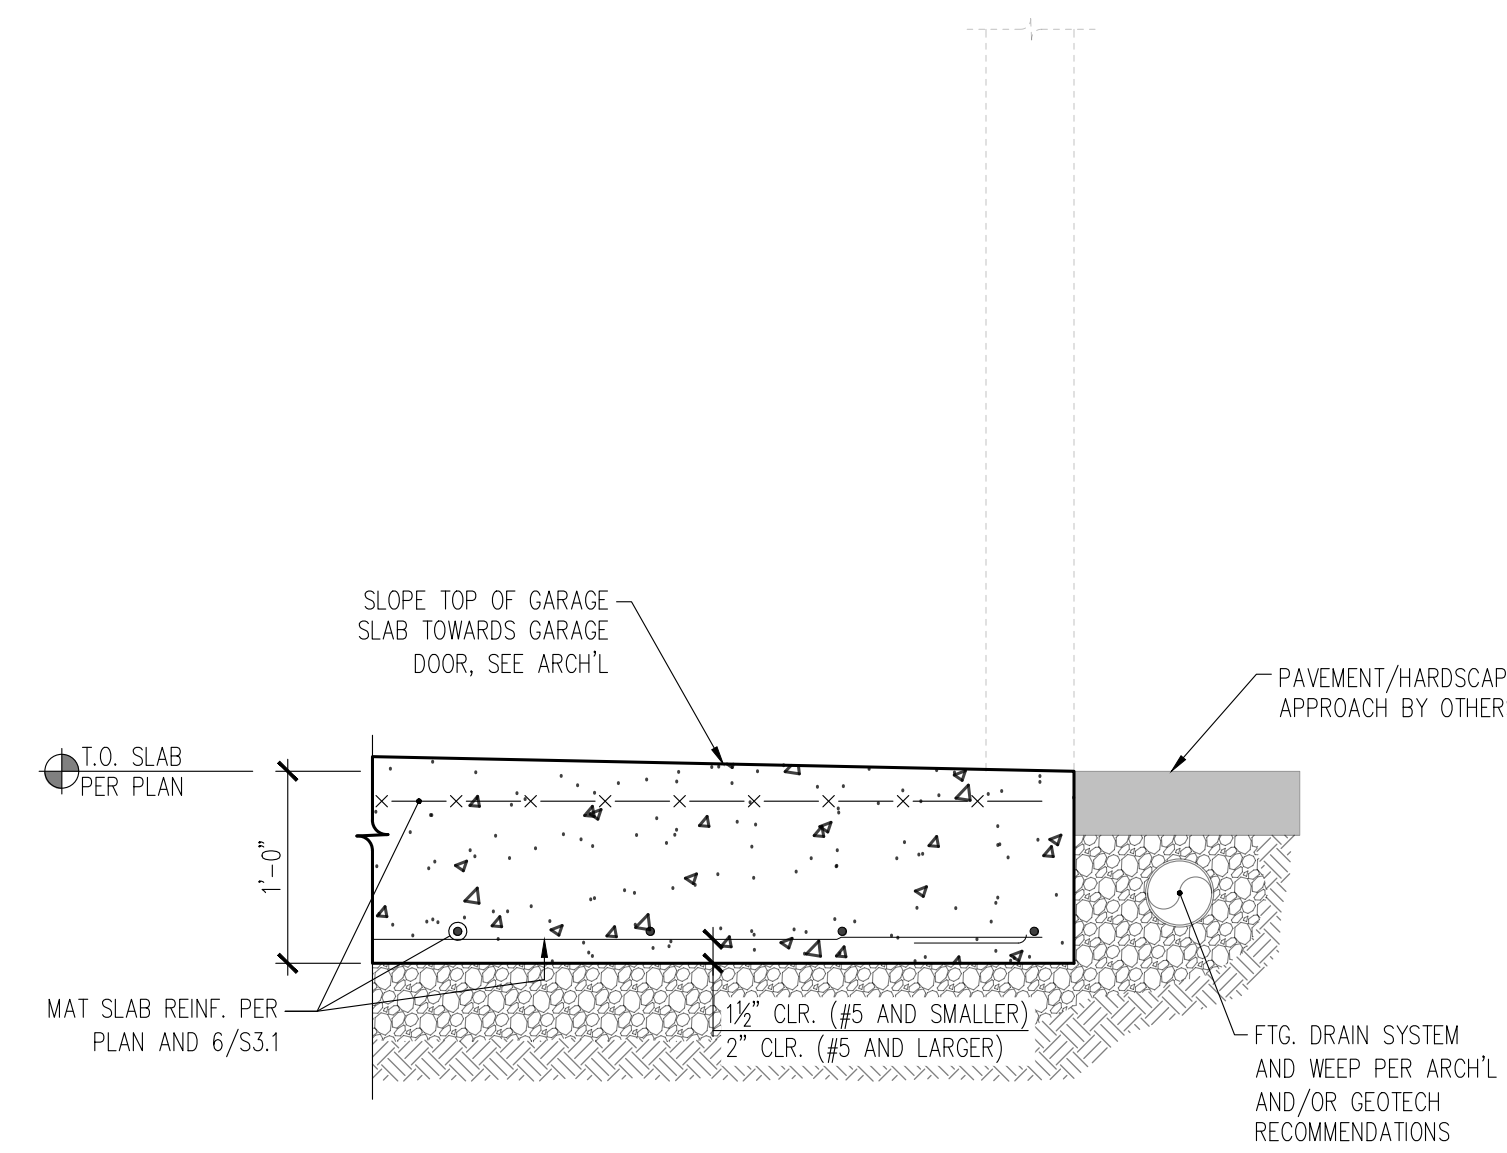 SLOPE TOP OF GARAGE
SLAB TOWARDS GARAGE
DOOR, SEE ARCH'L
PAVEMENT/HARDSCAP
APPROACH BY OTHER
T.O. SLAB
PER PLAN
1'-0"
MAT SLAB REINF. PER
PLAN AND 6/S3.1
1½" CLR. (#5 AND SMALLER)
2" CLR. (#5 AND LARGER)
FTG. DRAIN SYSTEM
AND WEEP PER ARCH'L
AND/OR GEOTECH
RECOMMENDATIONS